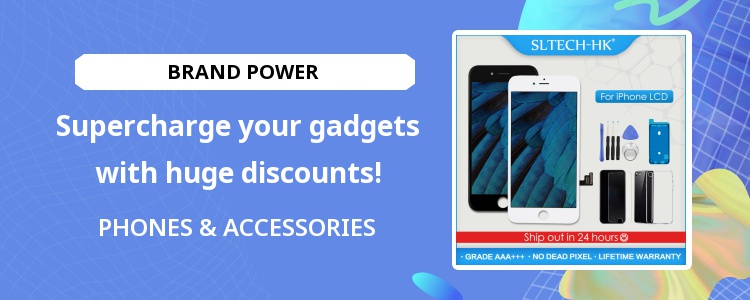 BRAND POWER
Supercharge your gadgets
with huge discounts!
PHONES & ACCESSORIES
SLTECH-HK®
For iPhone LCD
Ship out in 24 hours
· GRADE AAA+++ · NO DEAD PIXEL · LIFETIME WARRANTY